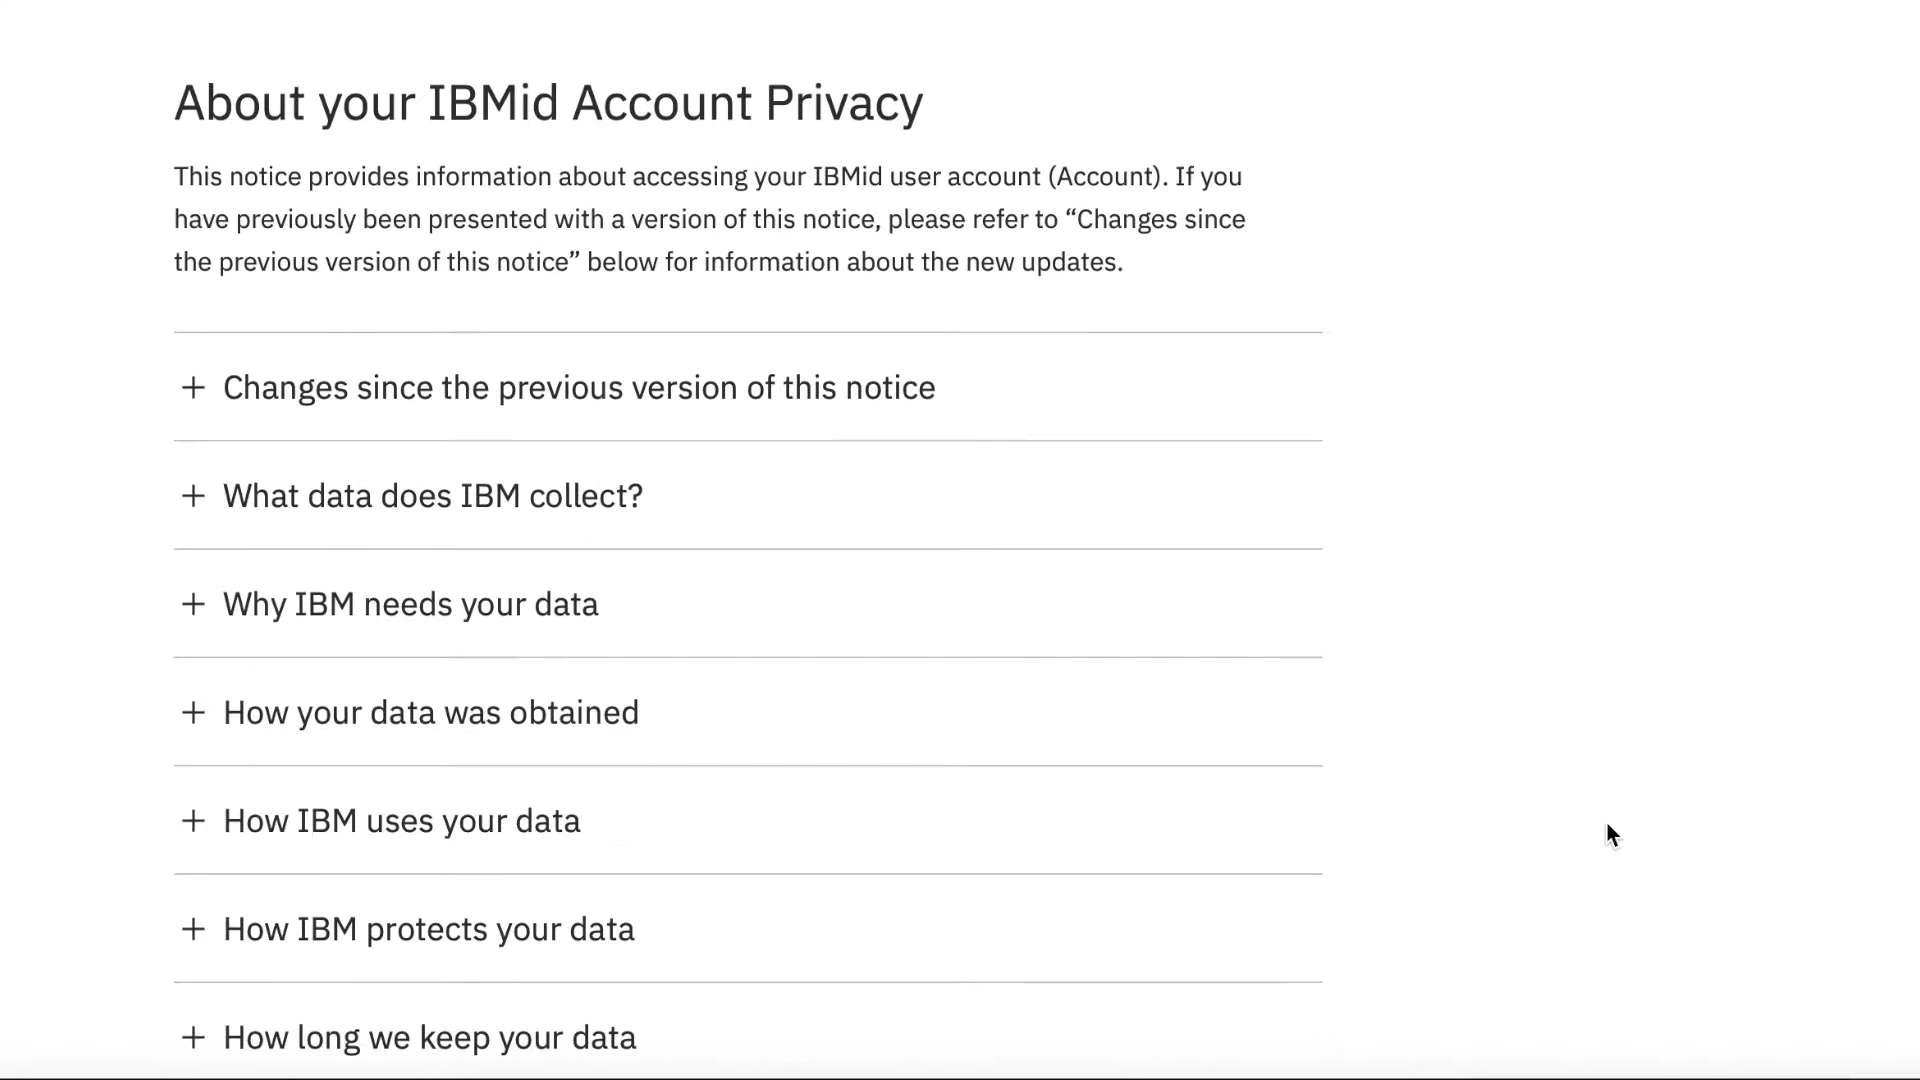 About your IBMid Account Privacy
This notice provides information about accessing your IBMid user account (Account). If you
have previously been presented with a version of this notice, please refer to “Changes since
the previous version of this notice” below for information about the new updates.
Changes since the previous version of this notice
What data does IBM collect?
Why IBM needs your data
How your data was obtained
How IBM uses your data
How IBM protects your data
How long we keep your data